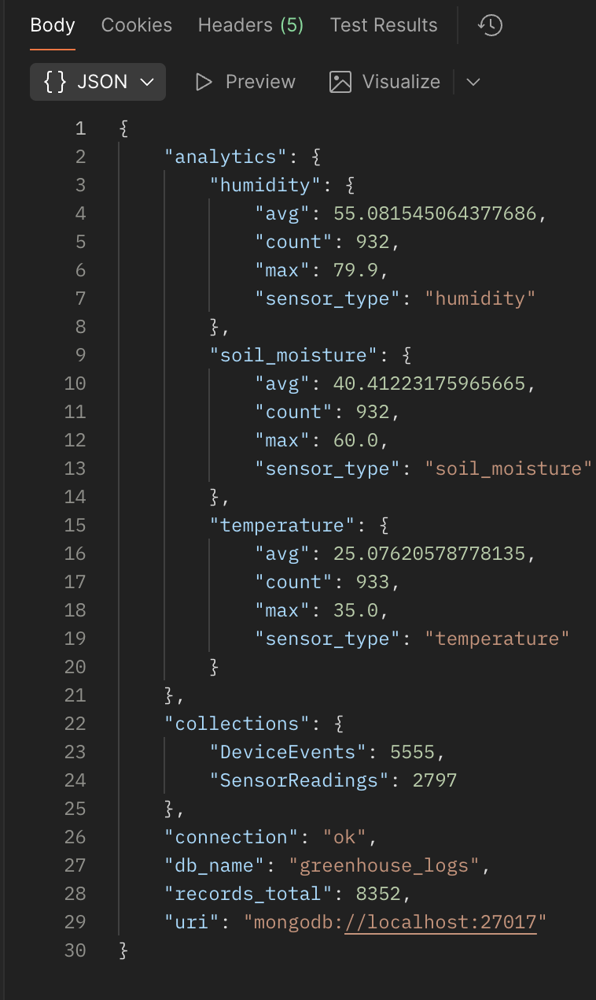 Body Cookies Headers (5) Test Results
{} JSON Preview Visualize
1 {
2 "analytics": {
3 "humidity": {
4 "avg": 55.081545064377686,
5 "count": 932,
6 "max": 79.9,
7 "sensor_type": "humidity"
8 },
9 "soil_moisture": {
10 "avg": 40.41223175965665,
11 "count": 932,
12 "max": 60.0,
13 "sensor_type": "soil_moisture"
14 },
15 "temperature": {
16 "avg": 25.07620578778135,
17 "count": 933,
18 "max": 35.0,
19 "sensor_type": "temperature"
20 }
21 },
22 "collections": {
23 "DeviceEvents": 5555,
24 "SensorReadings": 2797
25 },
26 "connection": "ok",
27 "db_name": "greenhouse_logs",
28 "records_total": 8352,
29 "uri": "mongodb://localhost:27017"
30 }